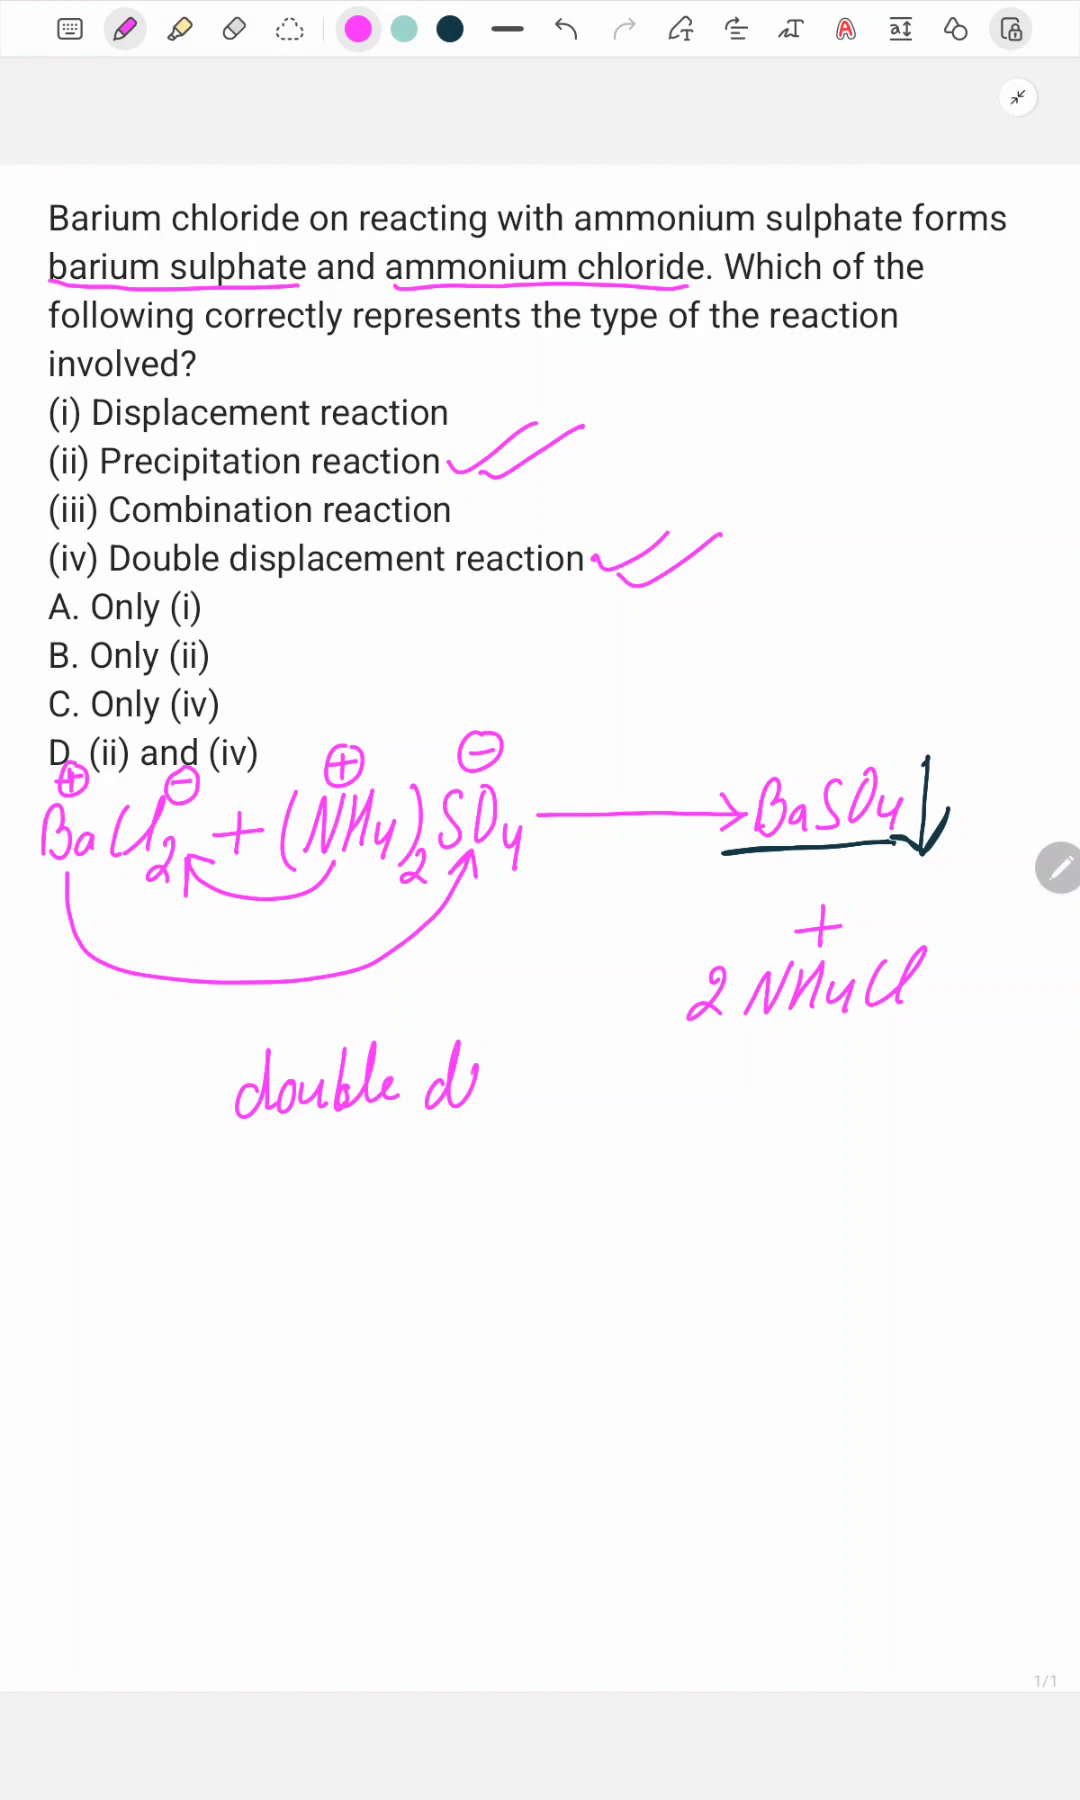 Barium chloride on reacting with ammonium sulphate forms
barium sulphate and ammonium chloride. Which of the
following correctly represents the type of the reaction
involved?
(i) Displacement reaction
(ii) Precipitation reaction
(iii) Combination reaction
(iv) Double displacement reaction
A. Only (i)
B. Only (ii)
C. Only (iv)
D. (ii) and (iv)
BaCl2 + (NH4)2SO4 → BaSO4↓
+
2NH4Cl
double d
1/1